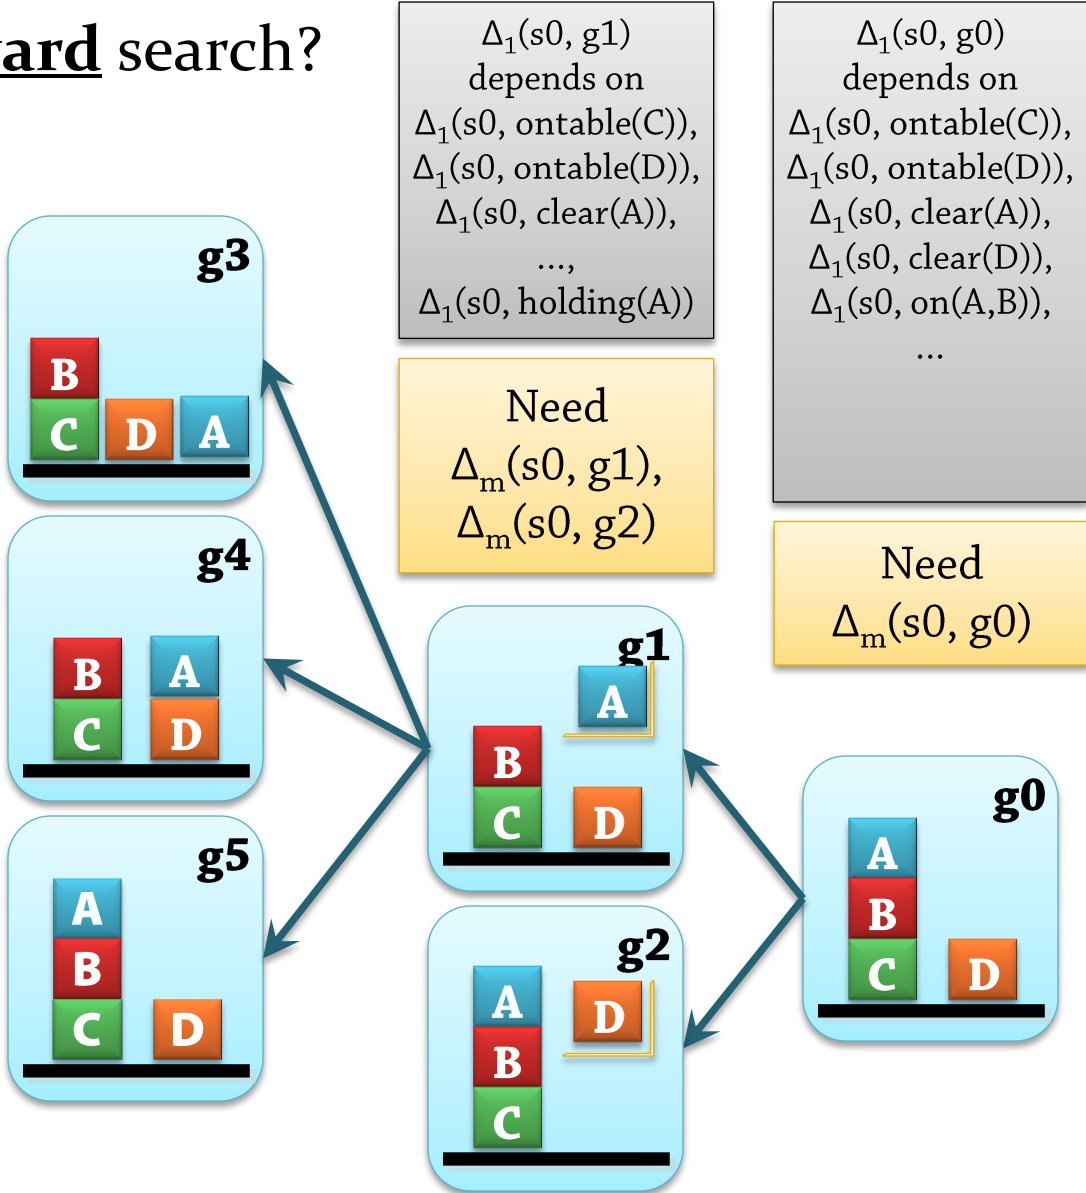 ard search?
Δ₁(s0, g1)
depends on
Δ₁(s0, ontable(C)),
Δ₁(s0, ontable(D)),
Δ₁(s0, clear(A)),
...,
Δ₁(s0, holding(A))
Δ₁(s0, g0)
depends on
Δ₁(s0, ontable(C)),
Δ₁(s0, ontable(D)),
Δ₁(s0, clear(A)),
Δ₁(s0, clear(D)),
Δ₁(s0, on(A,B)),
...
Need
Δₘ(s0, g1),
Δₘ(s0, g2)
Need
Δₘ(s0, g0)
g3
B
C D A
g4
B A
C D
g5
A
B
C D
g1
A
B
C D
g2
A D
B
C
g0
A
B
C D